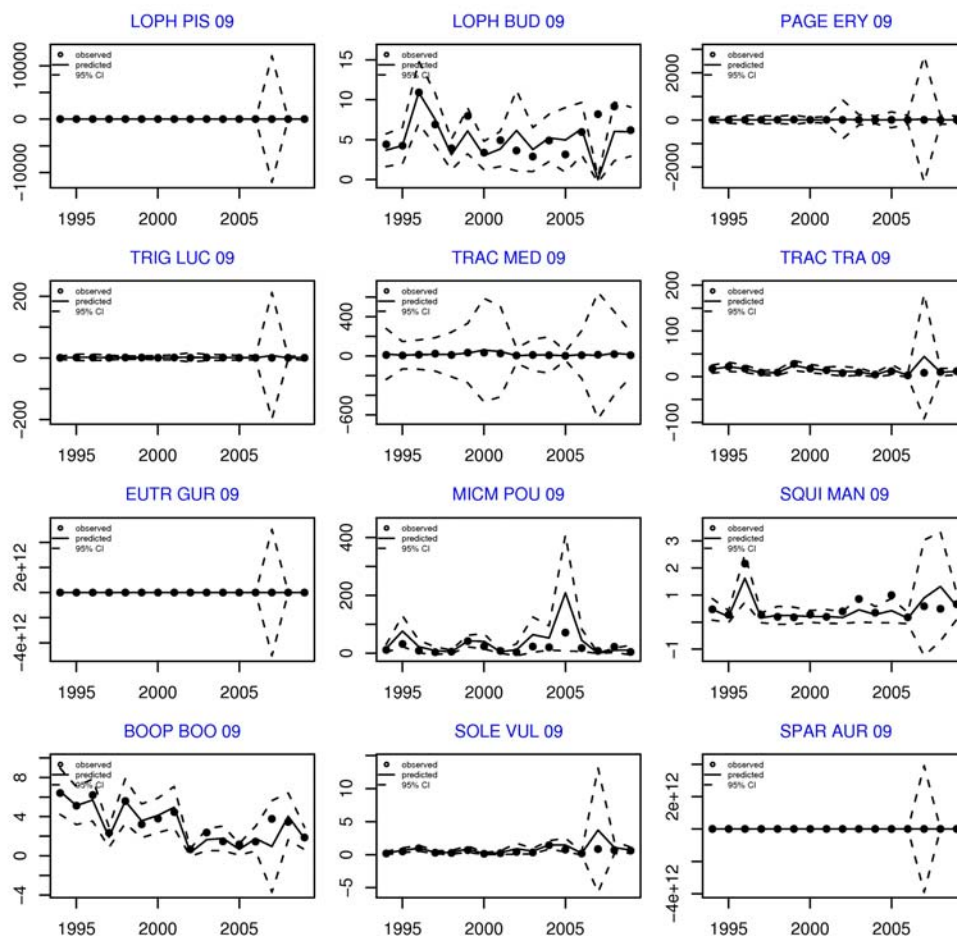 LOPH PIS 09
observed
predicted
95% CI
10000
0
−10000
1995 2000 2005
LOPH BUD 09
observed
predicted
95% CI
15
10
5
0
1995 2000 2005
PAGE ERY 09
observed
predicted
95% CI
2000
0
−2000
1995 2000 2005
TRIG LUC 09
observed
predicted
95% CI
200
0
−200
1995 2000 2005
TRAC MED 09
observed
predicted
95% CI
400
0
−600
1995 2000 2005
TRAC TRA 09
observed
predicted
95% CI
200
100
0
−100
1995 2000 2005
EUTR GUR 09
observed
predicted
95% CI
2e+12
−4e+12
1995 2000 2005
MICM POU 09
observed
predicted
95% CI
400
200
0
1995 2000 2005
SQUI MAN 09
observed
predicted
95% CI
3
2
1
−1
1995 2000 2005
BOOP BOO 09
observed
predicted
95% CI
8
4
0
−4
1995 2000 2005
SOLE VUL 09
observed
predicted
95% CI
10
5
0
−5
1995 2000 2005
SPAR AUR 09
observed
predicted
95% CI
2e+12
−4e+12
1995 2000 2005